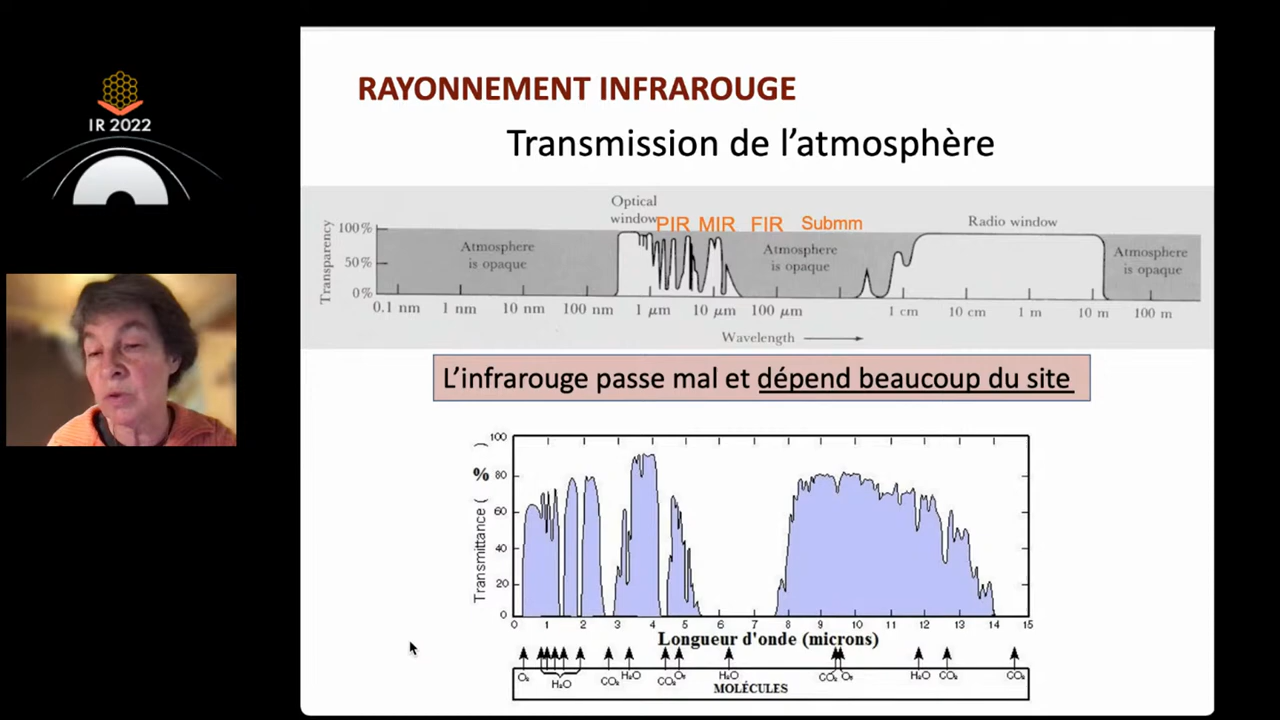 IR 2022
RAYONNEMENT INFRAROUGE
Transmission de l'atmosphère
Optical
window
PIR MIR FIR Submm
Radio window
Transparency
100%
50%
0%
Atmosphere
is opaque
Atmosphere
is opaque
Atmosphere
is opaque
0.1 nm 1 nm 10 nm 100 nm 1 μm 10 μm 100 μm 1 cm 10 cm 1 m 10 m 100 m
Wavelength
L'infrarouge passe mal et dépend beaucoup du site
Transmittance ( % )
100
80
60
40
20
0
0 1 2 3 4 5 6 7 8 9 10 11 12 13 14 15
Longueur d'onde (microns)
H₂O CO₂ H₂O CO₂ H₂O CO₂ H₂O CO₂ CO₂
MOLÉCULES